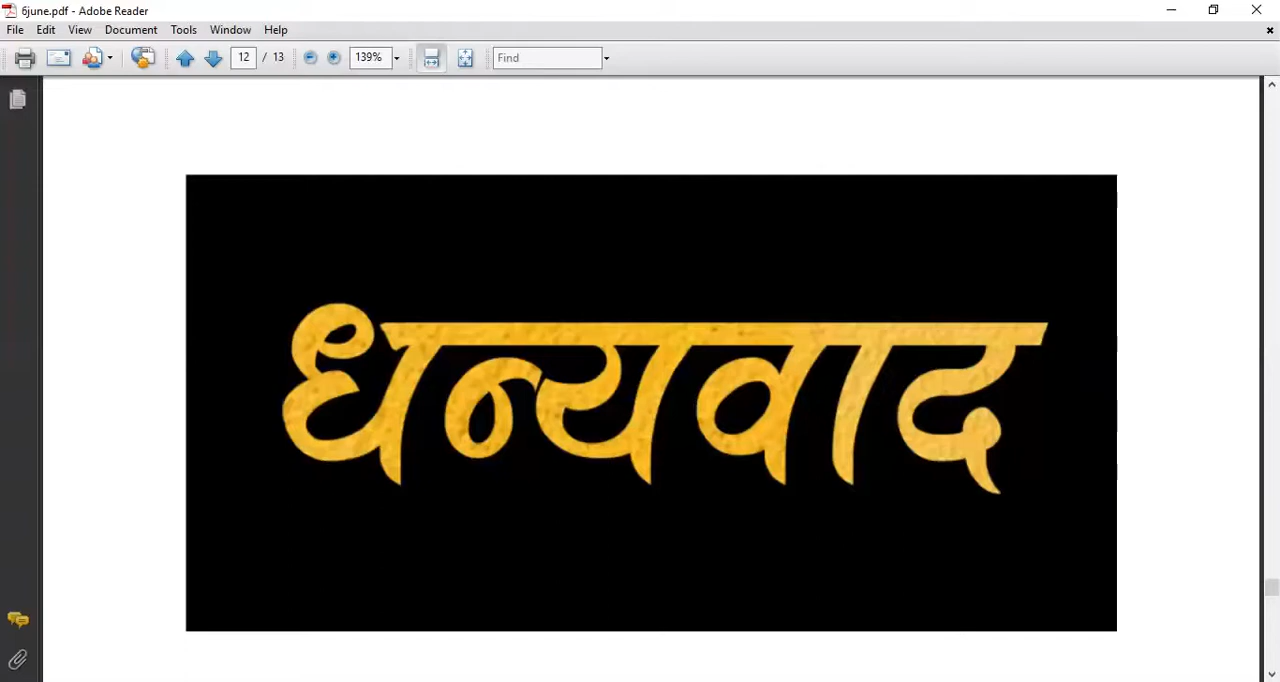 6june.pdf - Adobe Reader
File Edit View Document Tools Window Help
12 / 13 139% Find
धन्यवाद